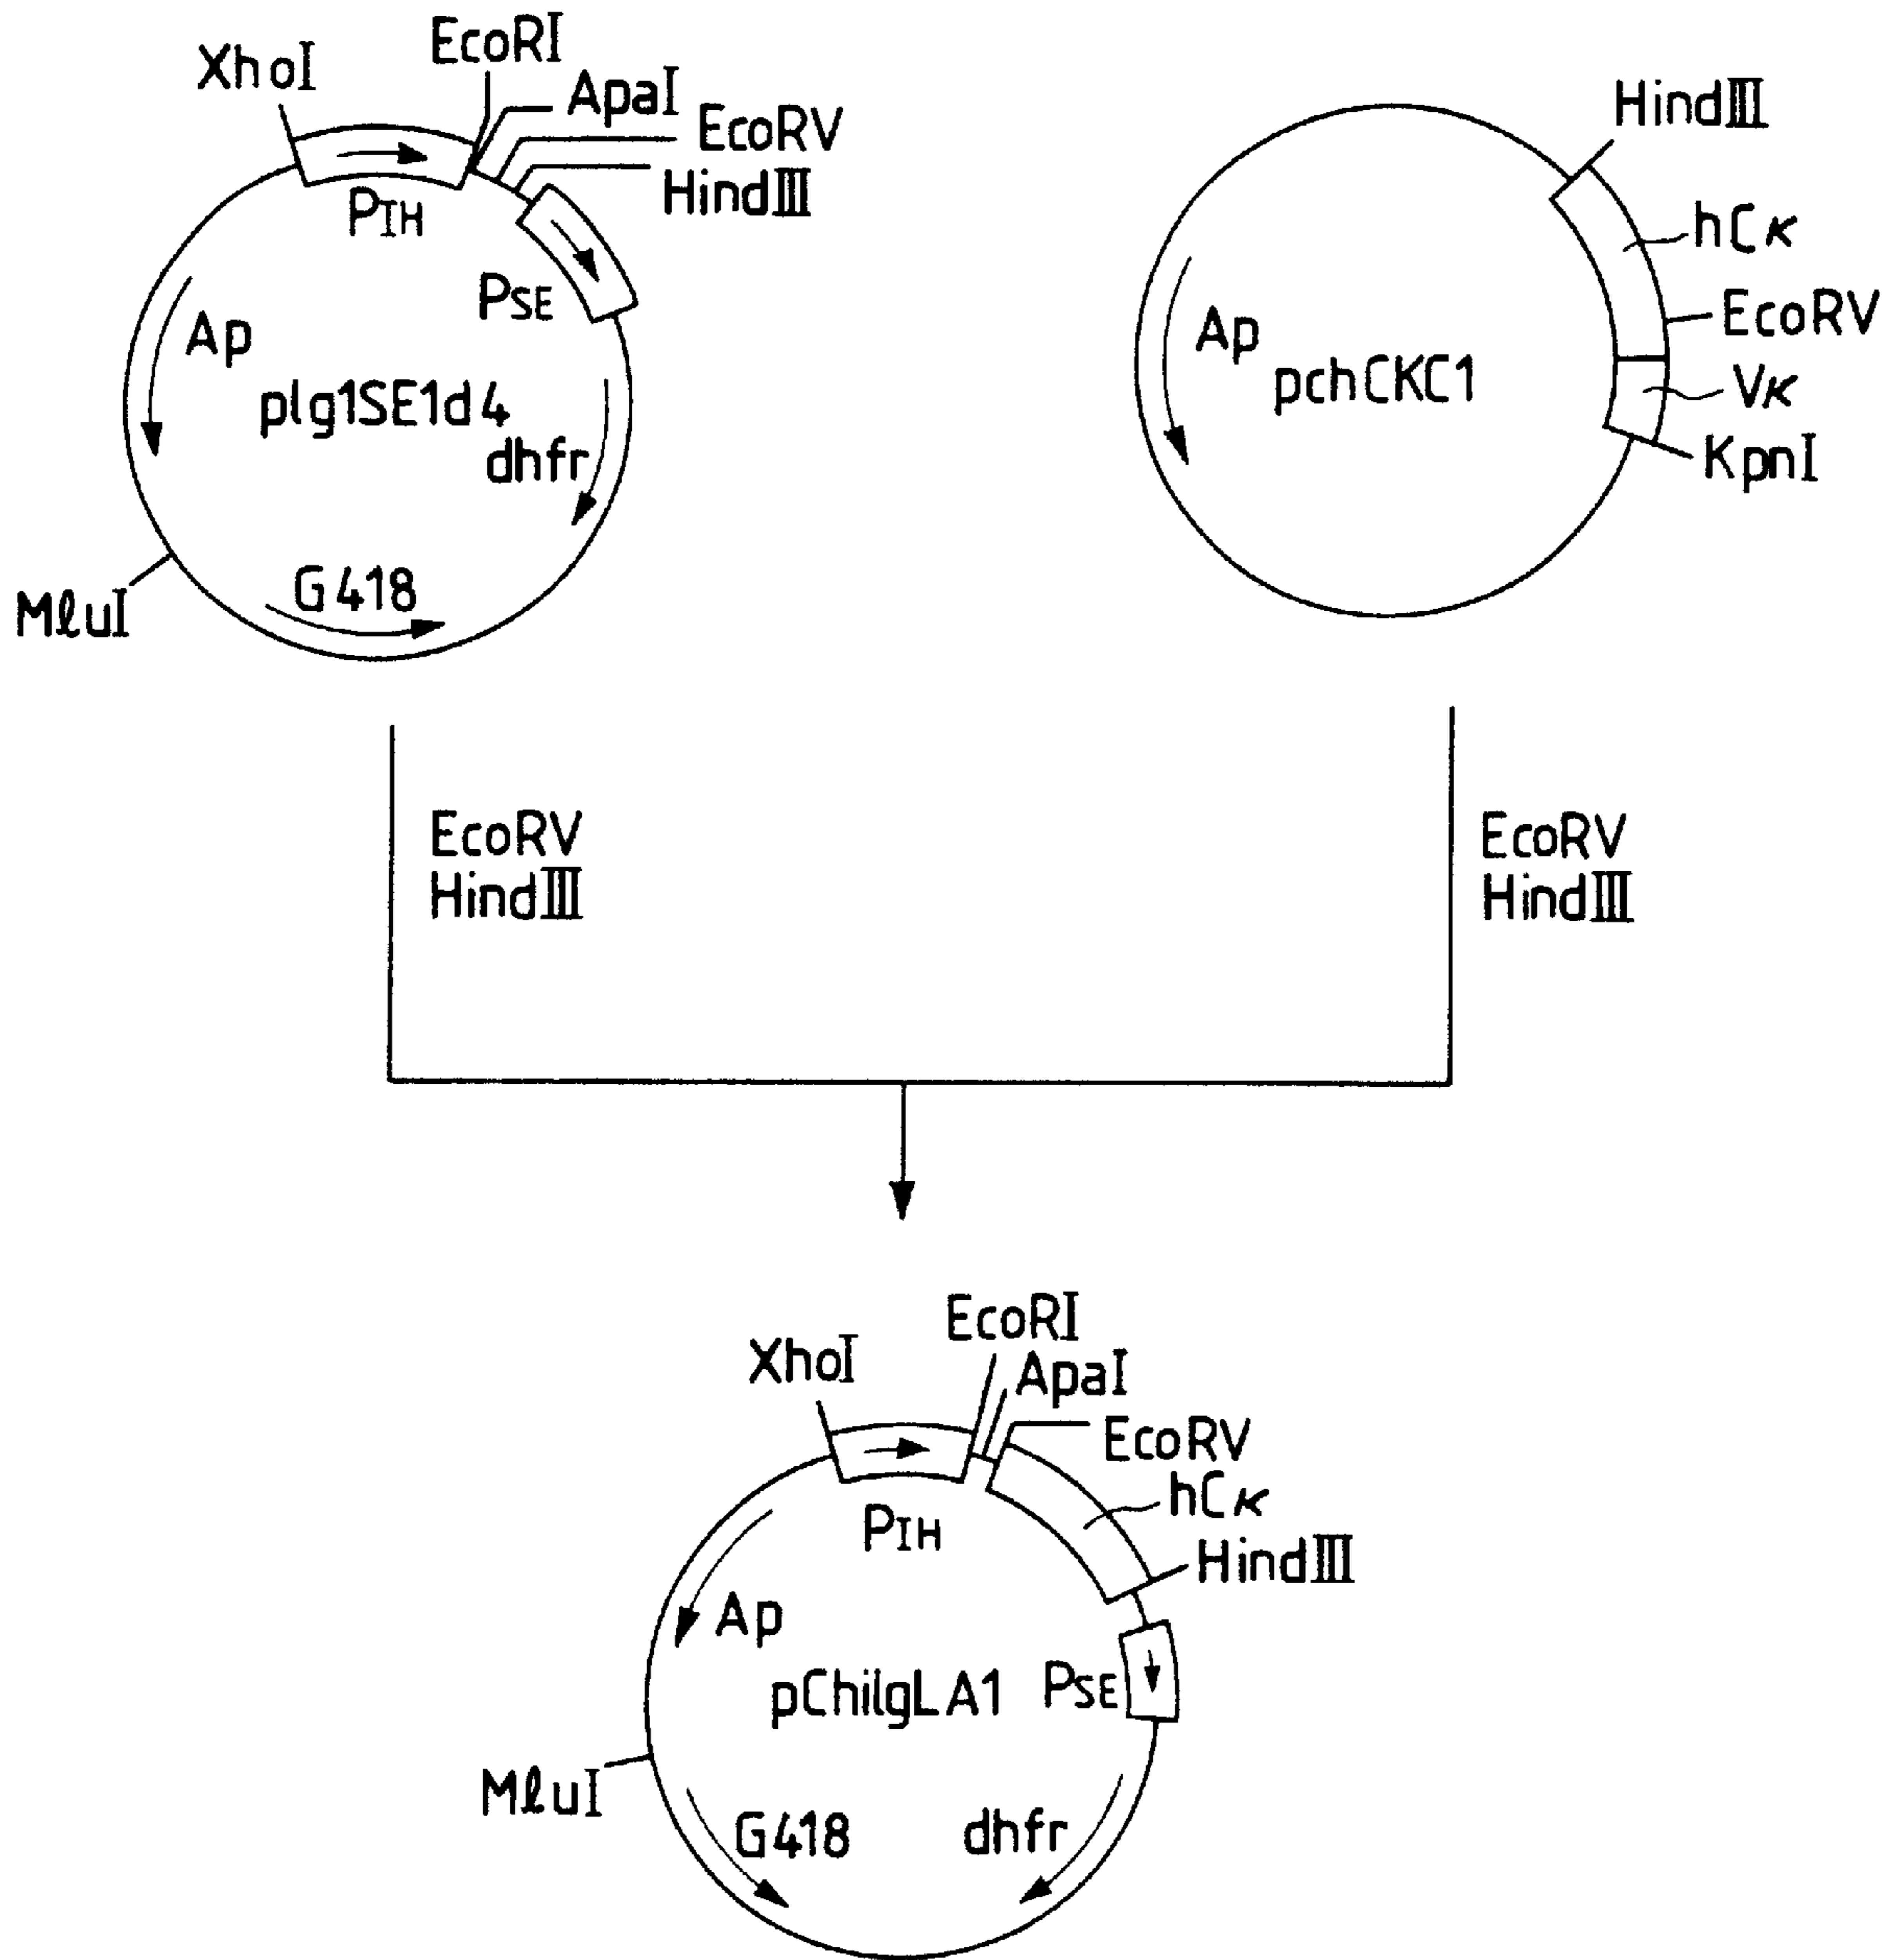 XhoI
EcoRI
ApaI
EcoRV
HindIII
PIH
PSE
Ap
pIg1SE1d4
dhfr
G418
MluI
HindIII
hCκ
EcoRV
Vκ
KpnI
Ap
pchCKC1
EcoRV
HindIII
EcoRV
HindIII
XhoI
EcoRI
ApaI
EcoRV
hCκ
HindIII
PIH
Ap
pChiIgLA1
PSE
MluI
G418
dhfr